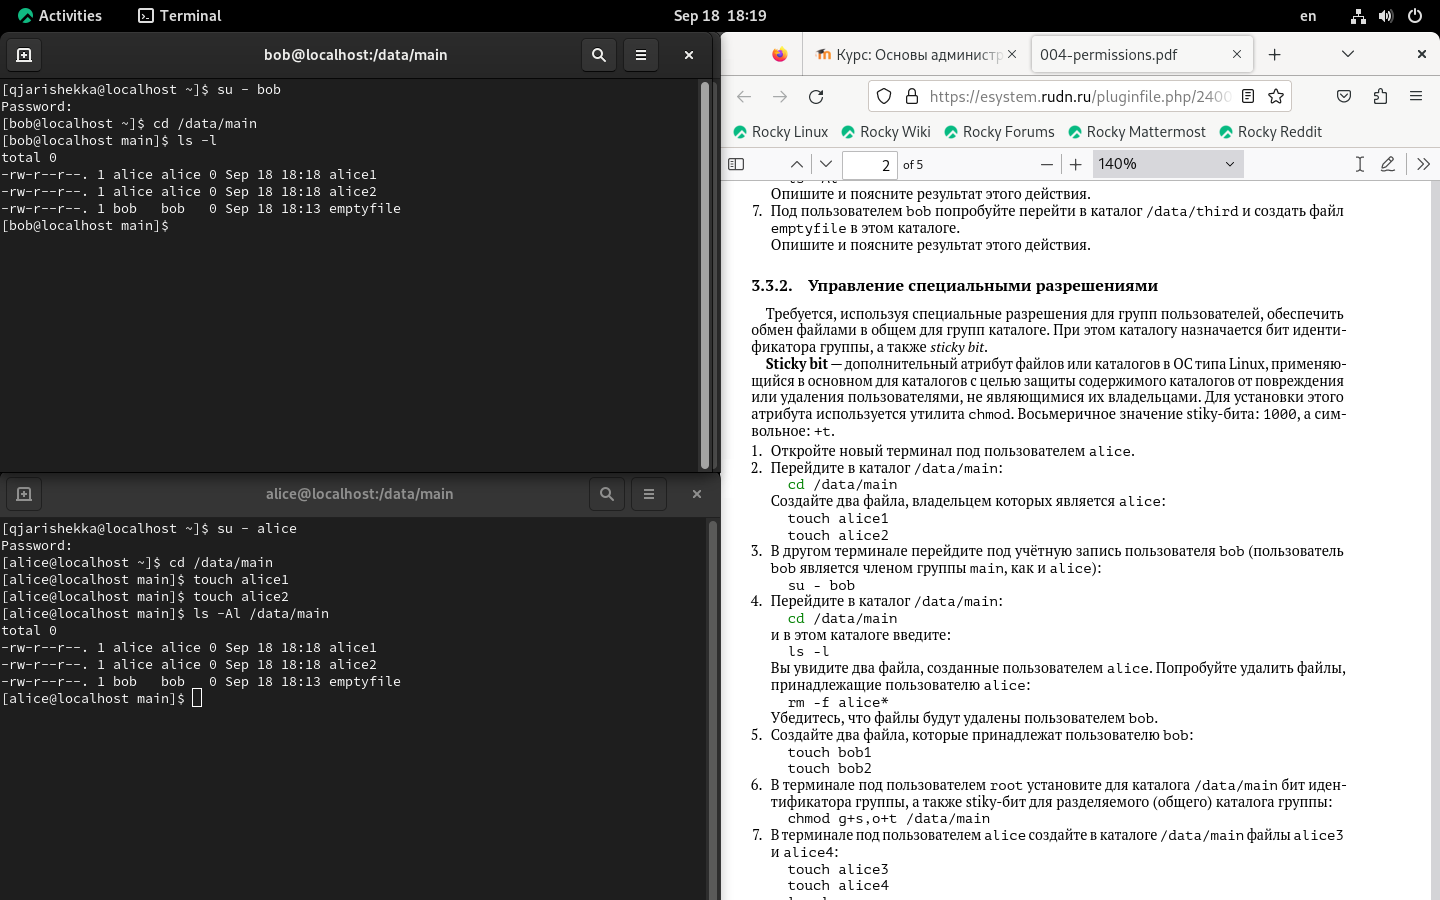 Activities Terminal Sep 18 18:19 en
bob@localhost:/data/main
[qjarishekka@localhost ~]$ su - bob
Password:
[bob@localhost ~]$ cd /data/main
[bob@localhost main]$ ls -l
total 0
-rw-r--r--. 1 alice alice 0 Sep 18 18:18 alice1
-rw-r--r--. 1 alice alice 0 Sep 18 18:18 alice2
-rw-r--r--. 1 bob   bob   0 Sep 18 18:13 emptyfile
[bob@localhost main]$
alice@localhost:/data/main
[qjarishekka@localhost ~]$ su - alice
Password:
[alice@localhost ~]$ cd /data/main
[alice@localhost main]$ touch alice1
[alice@localhost main]$ touch alice2
[alice@localhost main]$ ls -Al /data/main
total 0
-rw-r--r--. 1 alice alice 0 Sep 18 18:18 alice1
-rw-r--r--. 1 alice alice 0 Sep 18 18:18 alice2
-rw-r--r--. 1 bob   bob   0 Sep 18 18:13 emptyfile
[alice@localhost main]$
Курс: Основы администр 004-permissions.pdf
https://esystem.rudn.ru/pluginfile.php/2400
Rocky Linux Rocky Wiki Rocky Forums Rocky Mattermost Rocky Reddit
2 of 5 140%
Опишите и поясните результат этого действия.
7. Под пользователем bob попробуйте перейти в каталог /data/third и создать файл
emptyfile в этом каталоге.
Опишите и поясните результат этого действия.
3.3.2. Управление специальными разрешениями
Требуется, используя специальные разрешения для групп пользователей, обеспечить
обмен файлами в общем для групп каталоге. При этом каталогу назначается бит иденти-
фикатора группы, а также sticky bit.
Sticky bit — дополнительный атрибут файлов или каталогов в ОС типа Linux, применяю-
щийся в основном для каталогов с целью защиты содержимого каталогов от повреждения
или удаления пользователями, не являющимися их владельцами. Для установки этого
атрибута используется утилита chmod. Восьмеричное значение stiky-бита: 1000, а сим-
вольное: +t.
1. Откройте новый терминал под пользователем alice.
2. Перейдите в каталог /data/main:
cd /data/main
Создайте два файла, владельцем которых является alice:
touch alice1
touch alice2
3. В другом терминале перейдите под учётную запись пользователя bob (пользователь
bob является членом группы main, как и alice):
su - bob
4. Перейдите в каталог /data/main:
cd /data/main
и в этом каталоге введите:
ls -l
Вы увидите два файла, созданные пользователем alice. Попробуйте удалить файлы,
принадлежащие пользователю alice:
rm -f alice*
Убедитесь, что файлы будут удалены пользователем bob.
5. Создайте два файла, которые принадлежат пользователю bob:
touch bob1
touch bob2
6. В терминале под пользователем root установите для каталога /data/main бит иден-
тификатора группы, а также stiky-бит для разделяемого (общего) каталога группы:
chmod g+s,o+t /data/main
7. В терминале под пользователем alice создайте в каталоге /data/main файлы alice3
и alice4:
touch alice3
touch alice4